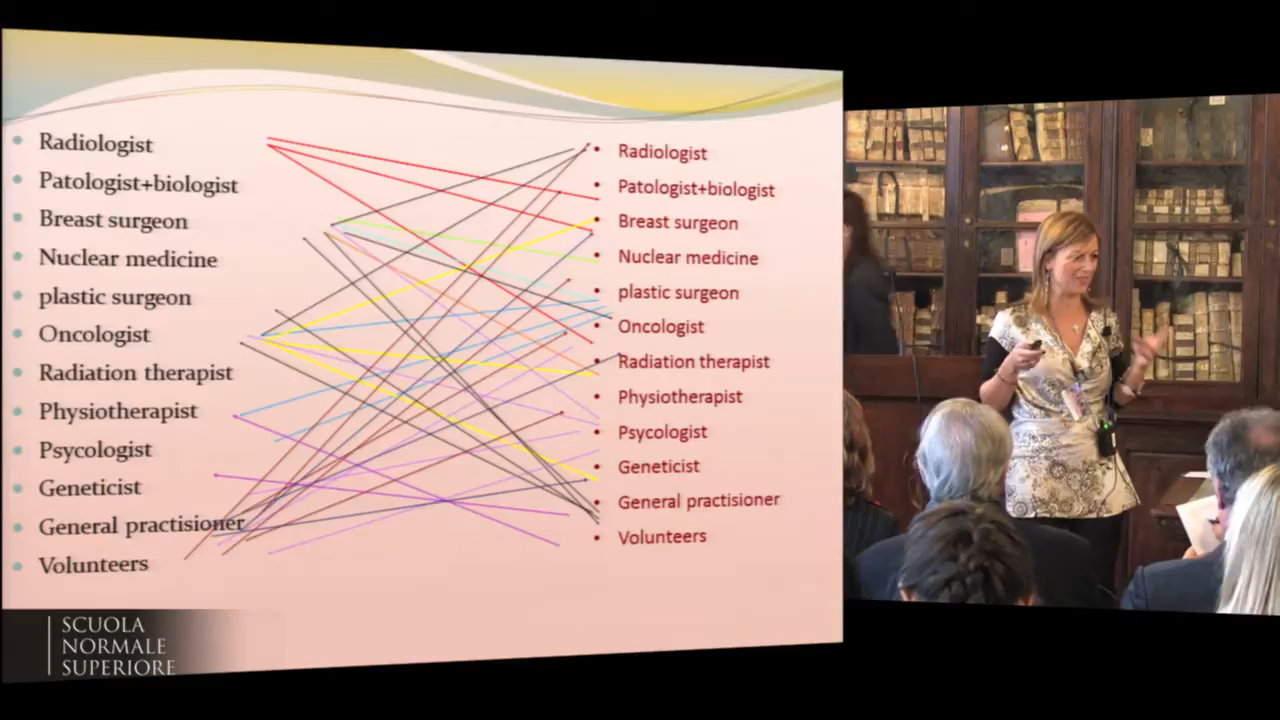 Radiologist
Patologist+biologist
Breast surgeon
Nuclear medicine
plastic surgeon
Oncologist
Radiation therapist
Physiotherapist
Psycologist
Geneticist
General practisioner
Volunteers
Radiologist
Patologist+biologist
Breast surgeon
Nuclear medicine
plastic surgeon
Oncologist
Radiation therapist
Physiotherapist
Psycologist
Geneticist
General practisioner
Volunteers
SCUOLA
NORMALE
SUPERIORE